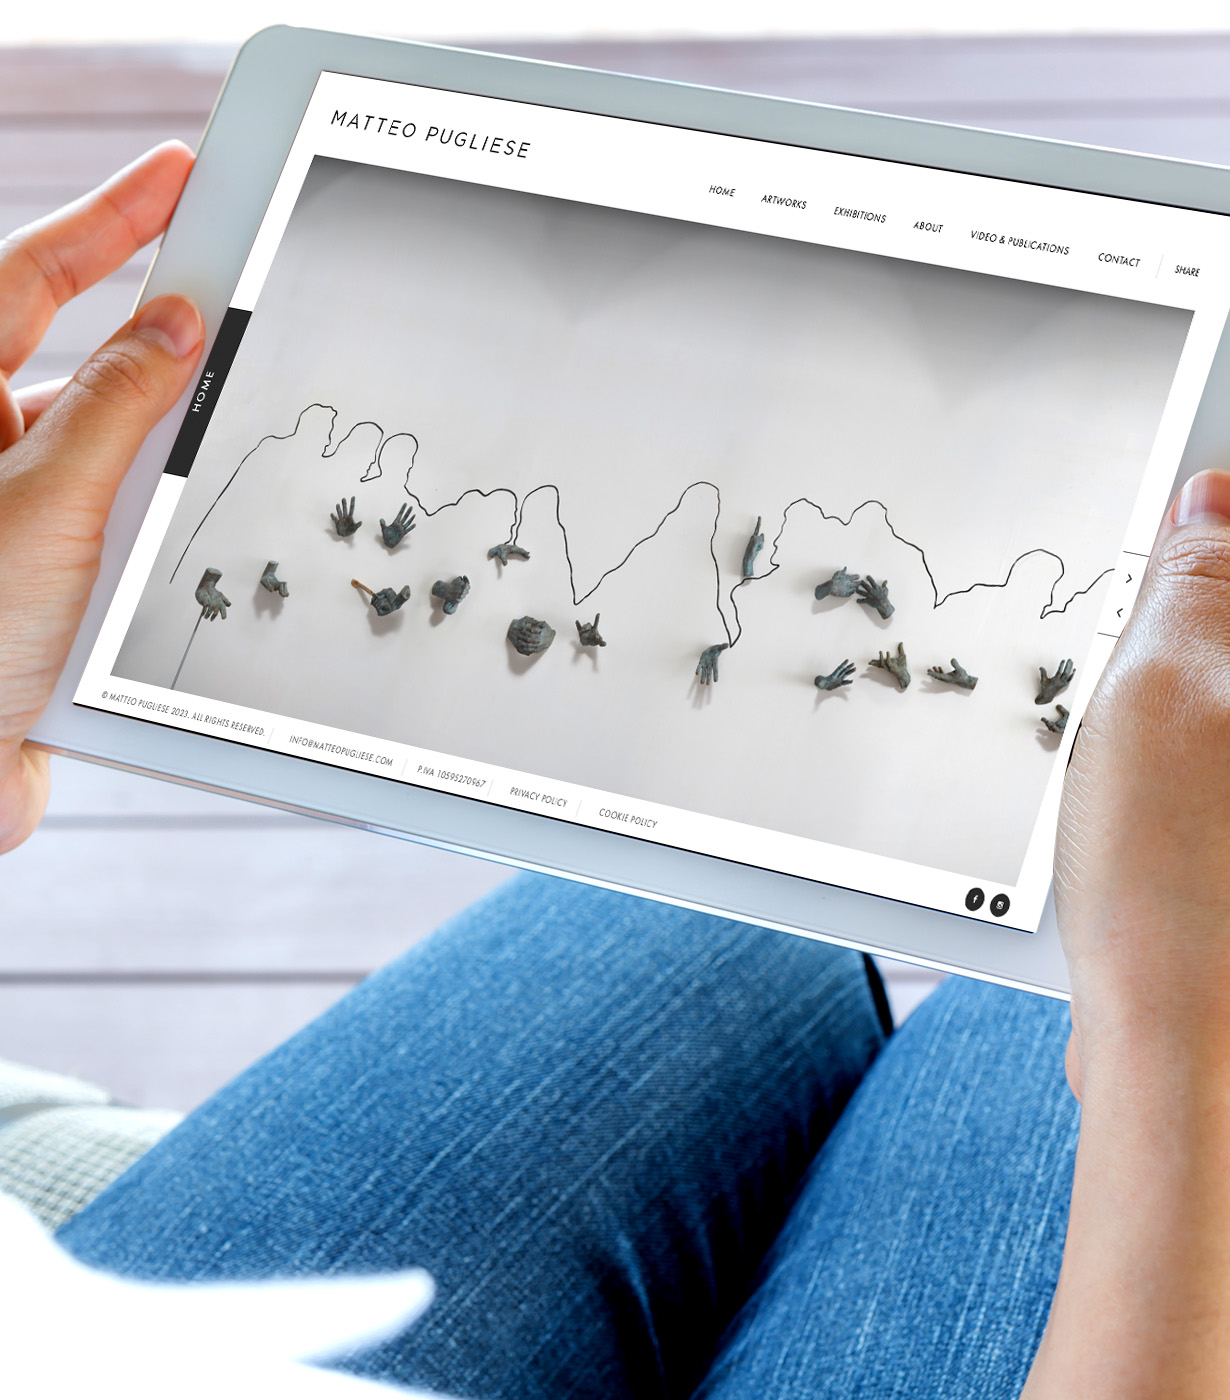 MATTEO PUGLIESE
HOME ARTWORKS EXHIBITIONS ABOUT VIDEO & PUBLICATIONS CONTACT SHARE
HOME
© MATTEO PUGLIESE 2023. ALL RIGHTS RESERVED. INFO@MATTEOPUGLIESE.COM P.IVA 10595270967 PRIVACY POLICY COOKIE POLICY